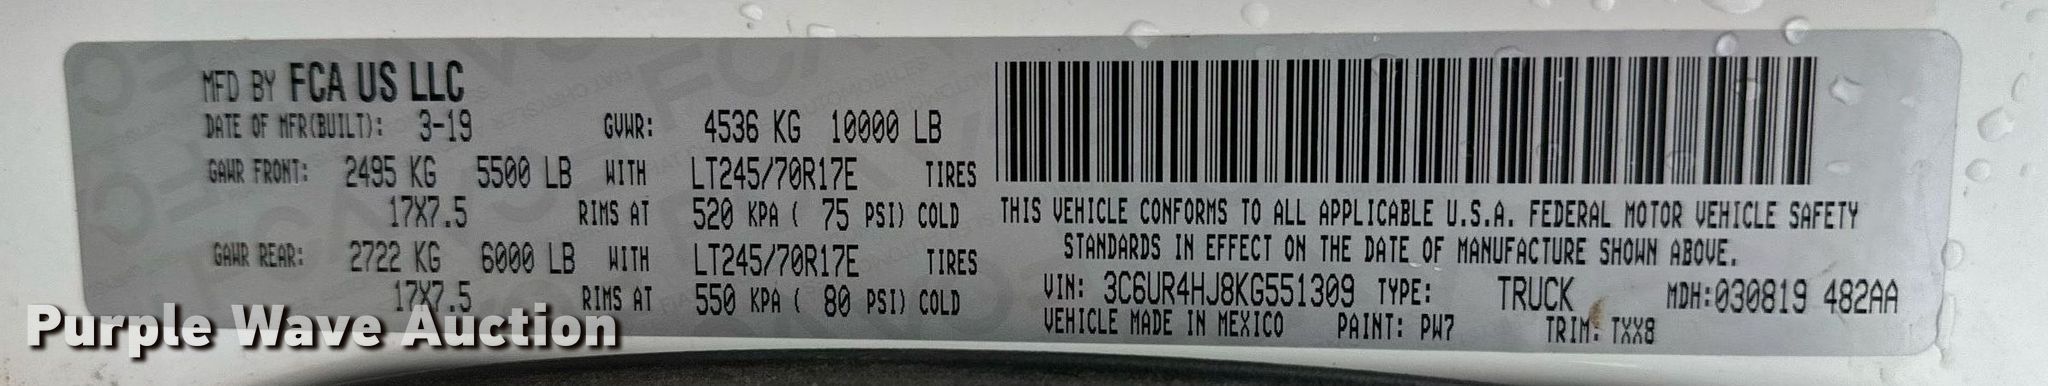 MFD BY FCA US LLC
DATE OF MFR(BUILT): 3-19 GVWR: 4536 KG 10000 LB
GAWR FRONT: 2495 KG 5500 LB WITH LT245/70R17E TIRES
17X7.5 RIMS AT 520 KPA ( 75 PSI) COLD
GAWR REAR: 2722 KG 6000 LB WITH LT245/70R17E TIRES
17X7.5 RIMS AT 550 KPA ( 80 PSI) COLD
THIS VEHICLE CONFORMS TO ALL APPLICABLE U.S.A. FEDERAL MOTOR VEHICLE SAFETY
STANDARDS IN EFFECT ON THE DATE OF MANUFACTURE SHOWN ABOVE.
VIN: 3C6UR4HJ8KG551309 TYPE: TRUCK MDH:030819 482AA
VEHICLE MADE IN MEXICO PAINT: PW7 TRIM: TXX8
Purple Wave Auction